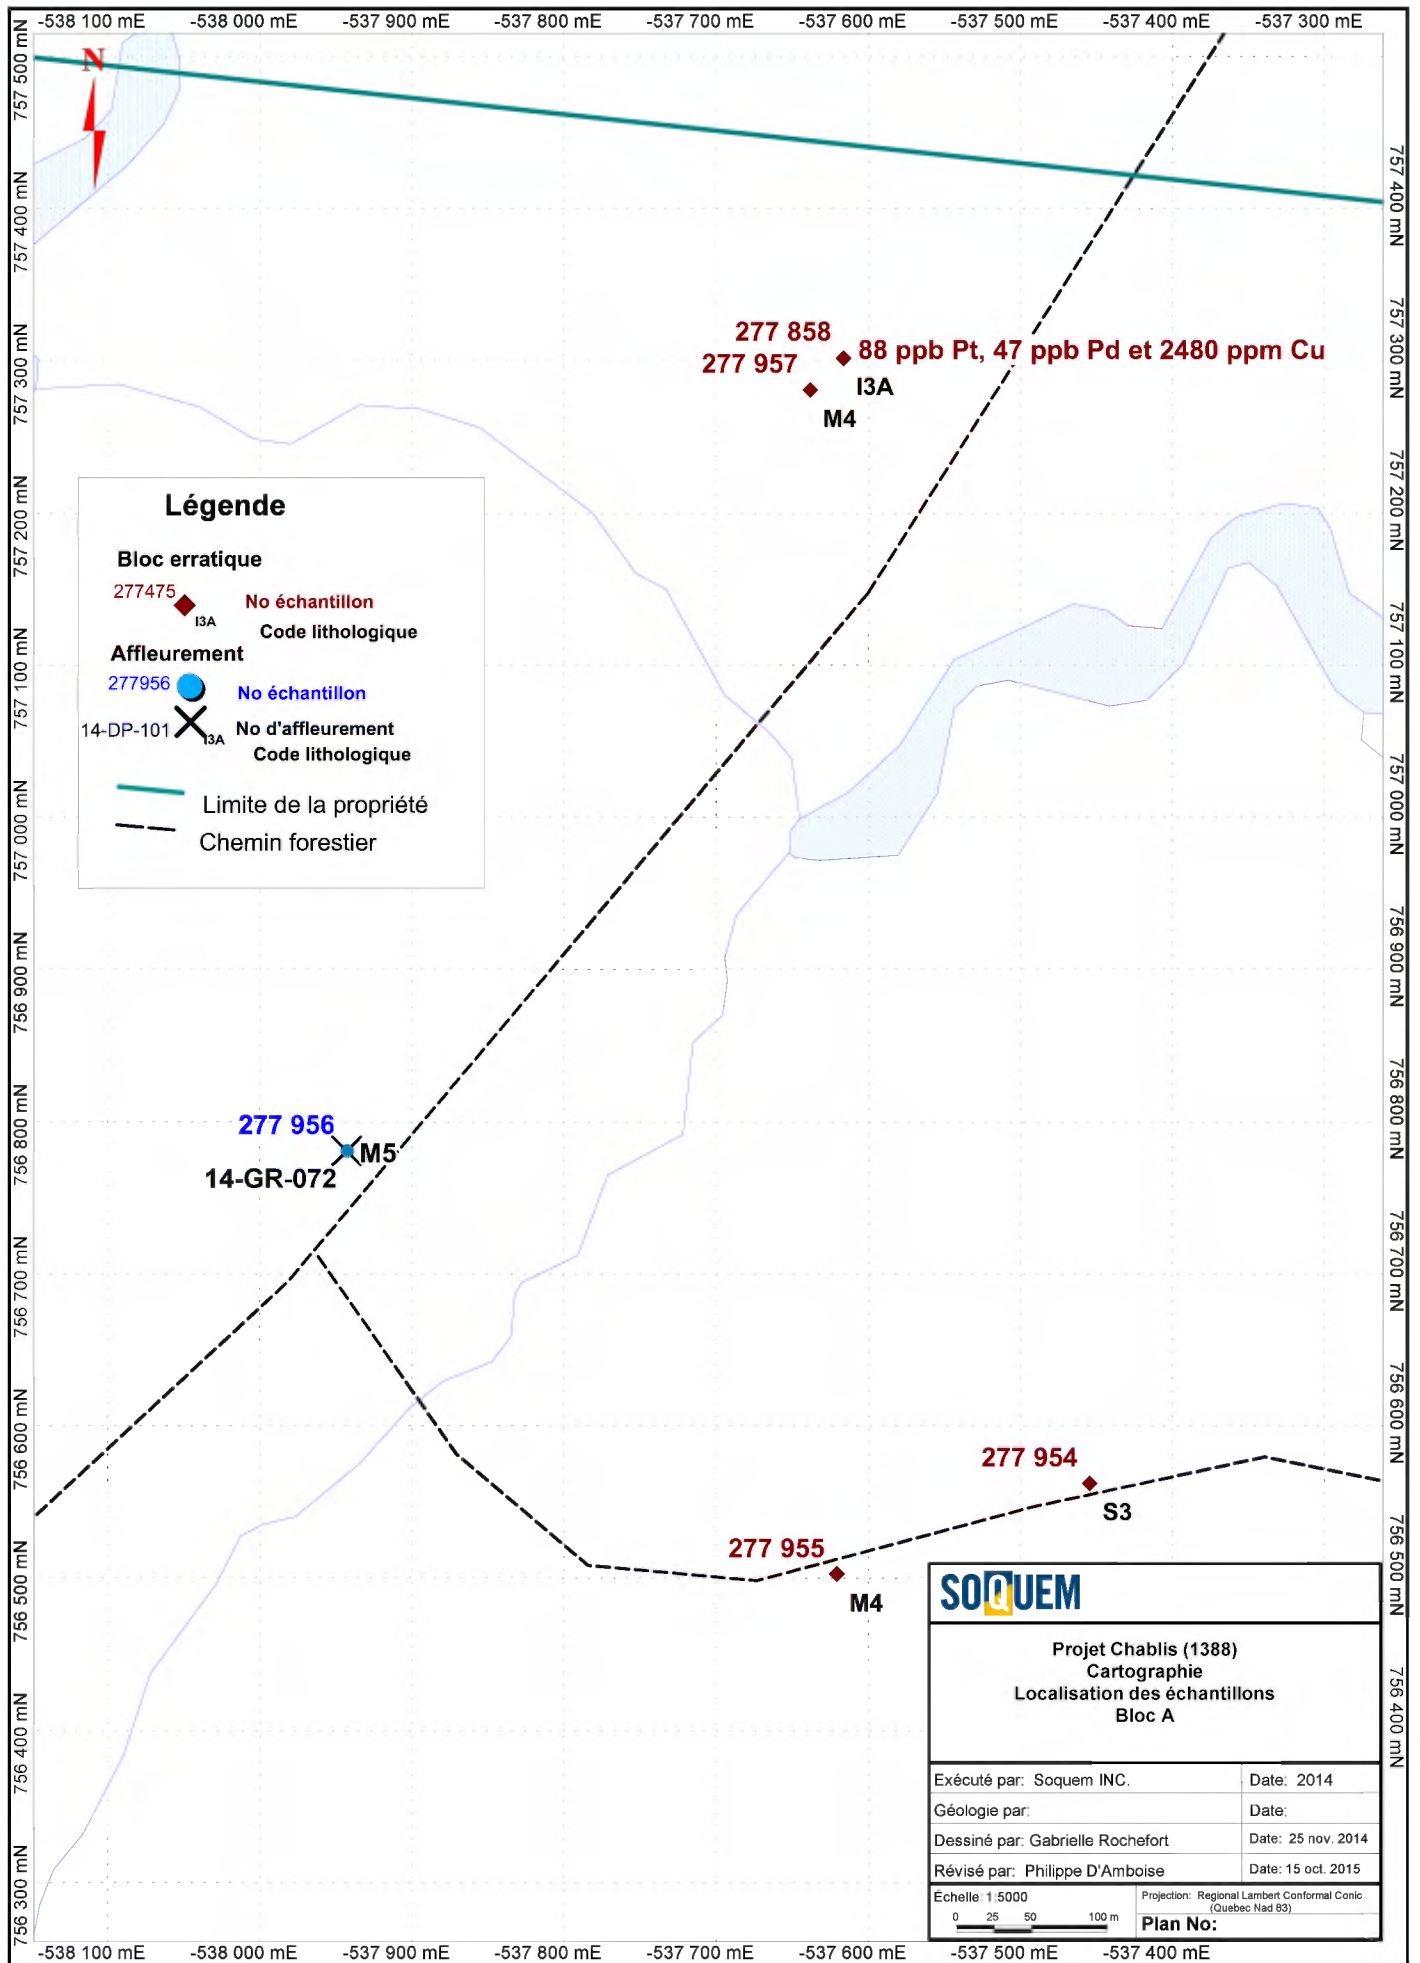 -538 100 mE -538 000 mE -537 900 mE -537 800 mE -537 700 mE -537 600 mE -537 500 mE -537 400 mE -537 300 mE
757 500 mN
757 400 mN
757 300 mN
757 200 mN
757 100 mN
757 000 mN
756 900 mN
756 800 mN
756 700 mN
756 600 mN
756 500 mN
756 400 mN
756 300 mN
N
277 858
88 ppb Pt, 47 ppb Pd et 2480 ppm Cu
277 957
I3A
M4
Légende
Bloc erratique
277475
No échantillon
I3A
Code lithologique
Affleurement
277956
No échantillon
14-DP-101
No d'affleurement
I3A
Code lithologique
Limite de la propriété
Chemin forestier
277 956
M5
14-GR-072
277 954
S3
277 955
M4
757 400 mN
757 300 mN
757 200 mN
757 100 mN
757 000 mN
756 900 mN
756 800 mN
756 700 mN
756 600 mN
756 500 mN
756 400 mN
SOQUEM
Projet Chablis (1388)
Cartographie
Localisation des échantillons
Bloc A
Exécuté par: Soquem INC. Date: 2014
Géologie par: Date:
Dessiné par: Gabrielle Rochefort Date: 25 nov. 2014
Révisé par: Philippe D'Amboise Date: 15 oct. 2015
Échelle: 1:5000
0 25 50 100 m
Projection: Regional Lambert Conformal Conic
(Quebec Nad 83)
Plan No:
-538 100 mE -538 000 mE -537 900 mE -537 800 mE -537 700 mE -537 600 mE -537 500 mE -537 400 mE